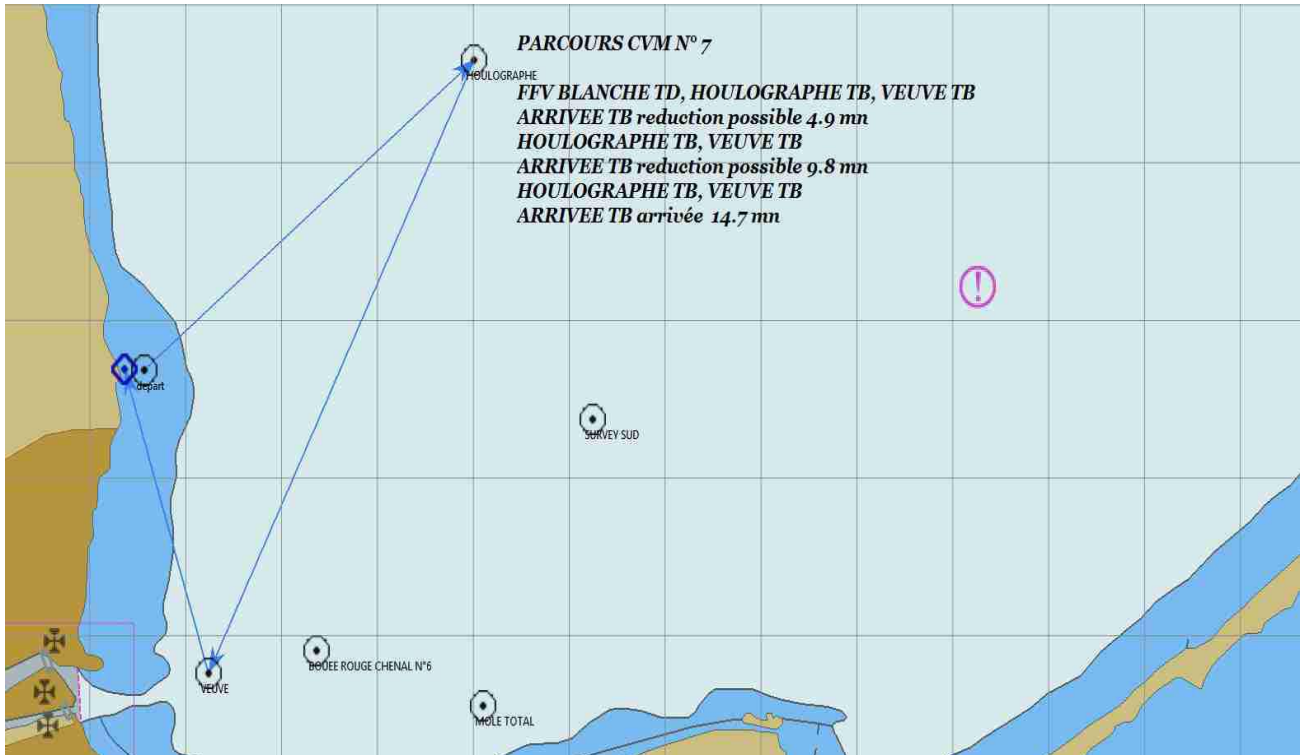 PARCOURS CVM N° 7
HOULOGRAPHE
FFV BLANCHE TD, HOULOGRAPHE TB, VEUVE TB
ARRIVEE TB reduction possible 4.9 mn
HOULOGRAPHE TB, VEUVE TB
ARRIVEE TB reduction possible 9.8 mn
HOULOGRAPHE TB, VEUVE TB
ARRIVEE TB arrivée 14.7 mn
depart
SURVEY SUD
BOUEE ROUGE CHENAL N°6
VEUVE
MOLE TOTAL